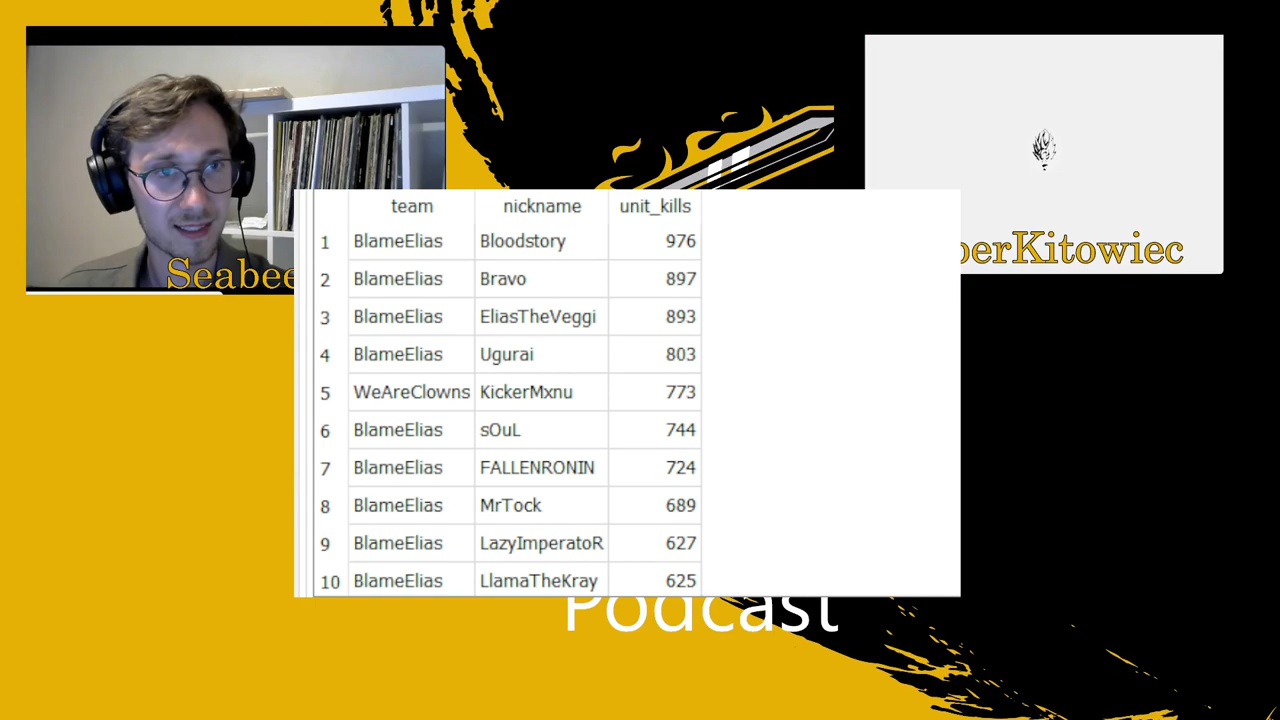 team nickname unit_kills
1 BlameElias Bloodstory 976
2 BlameElias Bravo 897
3 BlameElias EliasTheVeggi 893
4 BlameElias Ugurai 803
5 WeAreClowns KickerMxnu 773
6 BlameElias sOuL 744
7 BlameElias FALLENRONIN 724
8 BlameElias MrTock 689
9 BlameElias LazyImperatoR 627
10 BlameElias LlamaTheKray 625
Seabee
berKitowiec
Podcast